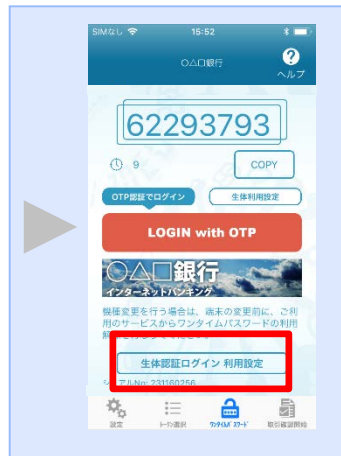 SIMなし 15:52
○△□銀行
?
ヘルプ
62293793
9 COPY
OTP認証でログイン 生体利用設定
LOGIN with OTP
○△□銀行
インターネットバンキング
機種変更を行う場合は、端末の変更前に、ご利
用のサービスからワンタイムパスワードの利用
生体認証ログイン 利用設定
シリアルNo: 231160256
設定 トークン選択 ワンタイムパスワード 取引確認開始